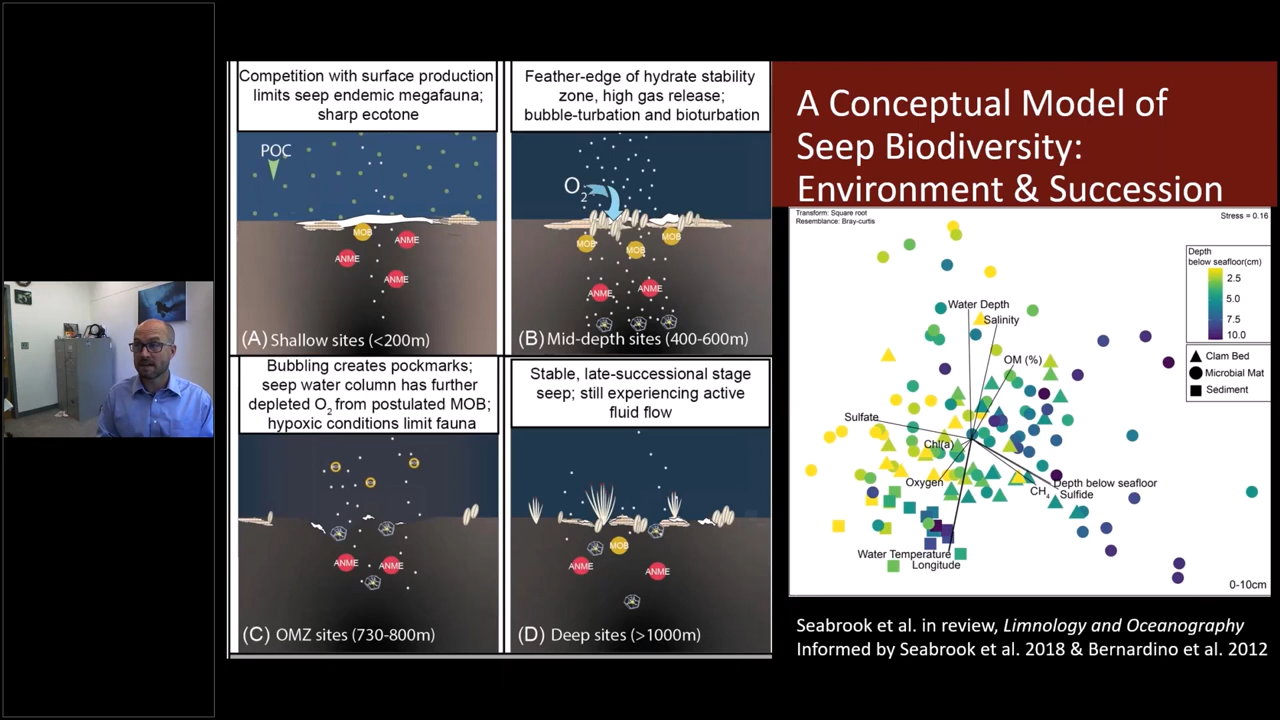 Competition with surface production
limits seep endemic megafauna;
sharp ecotone
POC
MOB
ANME
ANME
ANME
(A) Shallow sites (<200m)
Feather-edge of hydrate stability
zone, high gas release;
bubble-turbation and bioturbation
O2
MOB
MOB
MOB
ANME
ANME
(B) Mid-depth sites (400-600m)
Bubbling creates pockmarks;
seep water column has further
depleted O2 from postulated MOB;
hypoxic conditions limit fauna
ANME
ANME
(C) OMZ sites (730-800m)
Stable, late-successional stage
seep; still experiencing active
fluid flow
MOB
ANME
ANME
(D) Deep sites (>1000m)
A Conceptual Model of
Seep Biodiversity:
Environment & Succession
Transform: Square root
Resemblance: Bray-curtis
Stress = 0.16
Depth
below seafloor(cm)
2.5
5.0
7.5
10.0
Clam Bed
Microbial Mat
Sediment
Water Depth
Salinity
OM (%)
Sulfate
Chl(a)
Oxygen
CH4
Depth below seafloor
Sulfide
Water Temperature
Longitude
0-10cm
Seabrook et al. in review, Limnology and Oceanography
Informed by Seabrook et al. 2018 & Bernardino et al. 2012